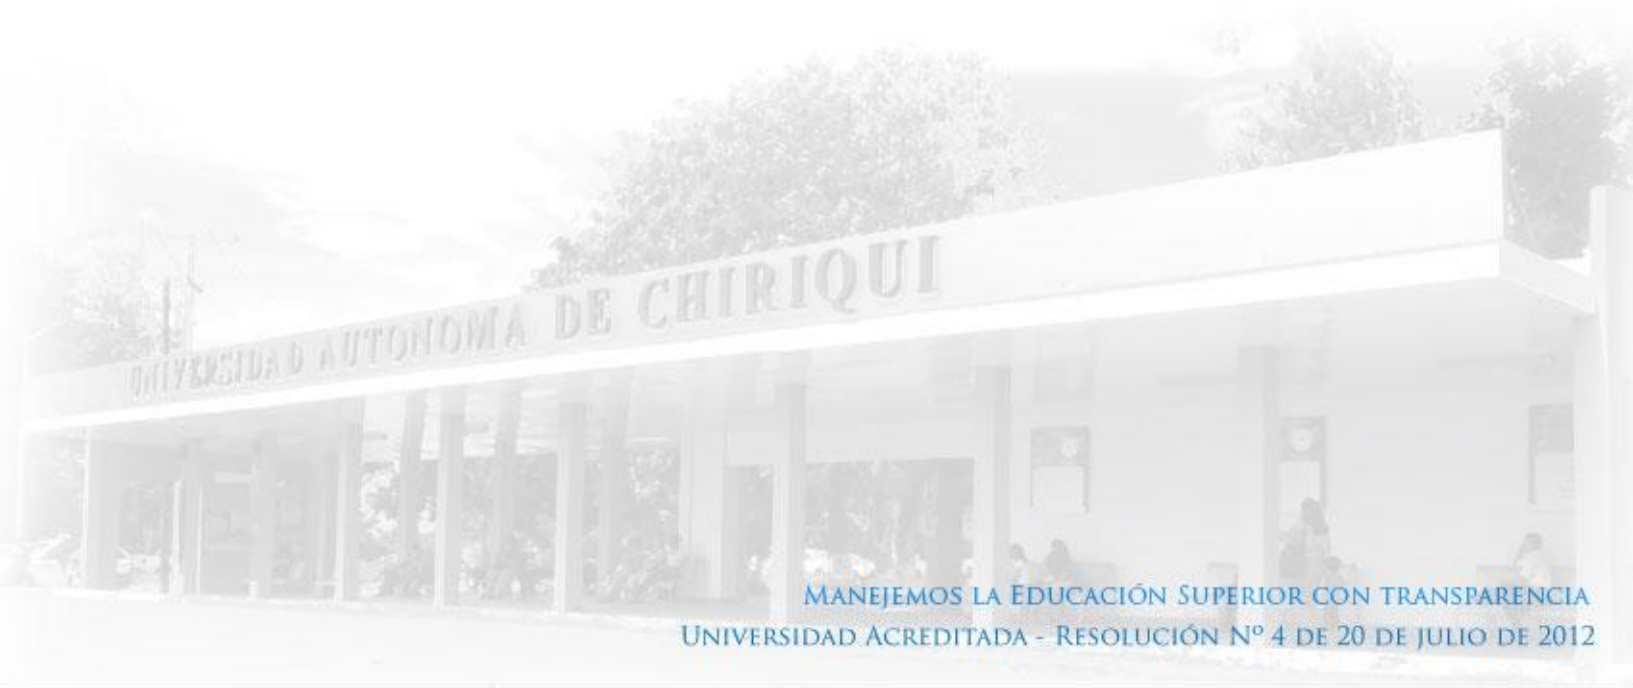 UNIVERSIDAD AUTONOMA DE CHIRIQUI
MANEJEMOS LA EDUCACIÓN SUPERIOR CON TRANSPARENCIA
UNIVERSIDAD ACREDITADA - RESOLUCIÓN Nº 4 DE 20 DE JULIO DE 2012